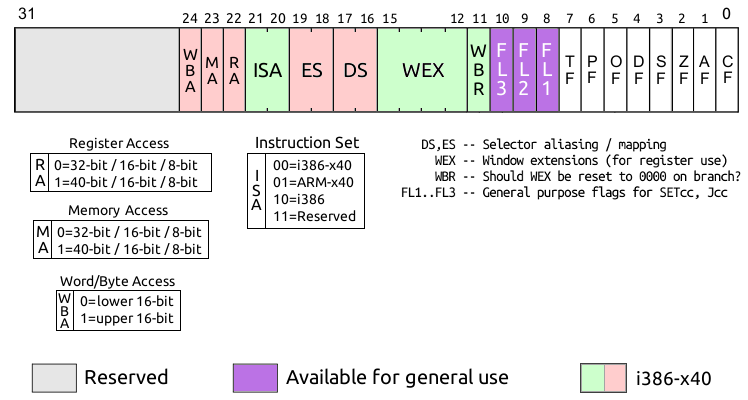 31 24 23 22 21 20 19 18 17 16 15 12 11 10 9 8 7 6 5 4 3 2 1 0
WBA MA RA ISA ES DS WEX WBR FL3 FL2 FL1 TF PF OF DF SF ZF AF CF
Register Access
RA
0=32-bit / 16-bit / 8-bit
1=40-bit / 16-bit / 8-bit
Memory Access
MA
0=32-bit / 16-bit / 8-bit
1=40-bit / 16-bit / 8-bit
Word/Byte Access
WBA
0=lower 16-bit
1=upper 16-bit
Instruction Set
ISA
00=i386-x40
01=ARM-x40
10=i386
11=Reserved
DS,ES -- Selector aliasing / mapping
WEX -- Window extensions (for register use)
WBR -- Should WEX be reset to 0000 on branch?
FL1..FL3 -- General purpose flags for SETcc, Jcc
Reserved
Available for general use
i386-x40